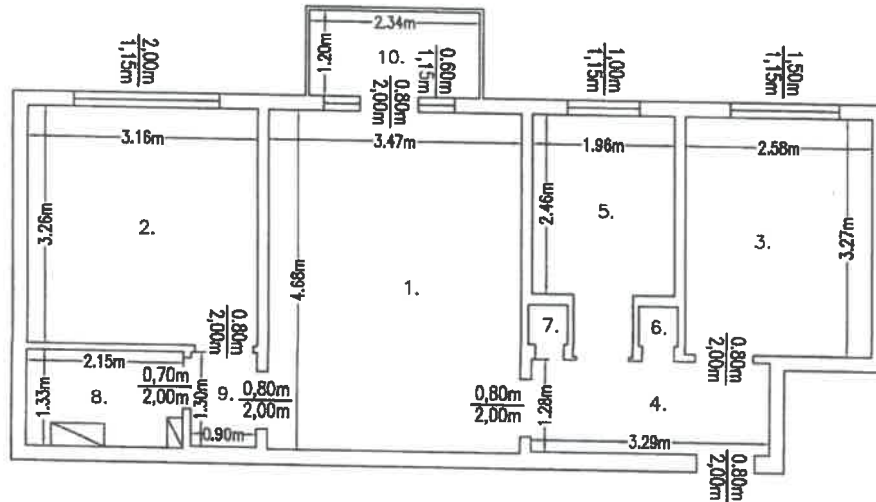 2.34m
1.20m
10.
2,00m
1,15m
0.60m
1,15m
0.80m
2,00m
1,00m
1,15m
1,50m
1,15m
3.16m
3.47m
1.96m
2.58m
3.26m
2.
4.68m
1.
2.46m
5.
3.
3.27m
7.
6.
0.80m
2,00m
0.80m
2,00m
2.15m
1.33m
8.
0,70m
2,00m
1.30m
9.
0,80m
2,00m
0.90m
0,80m
2,00m
1.28m
4.
3.29m
0.80m
2,00m